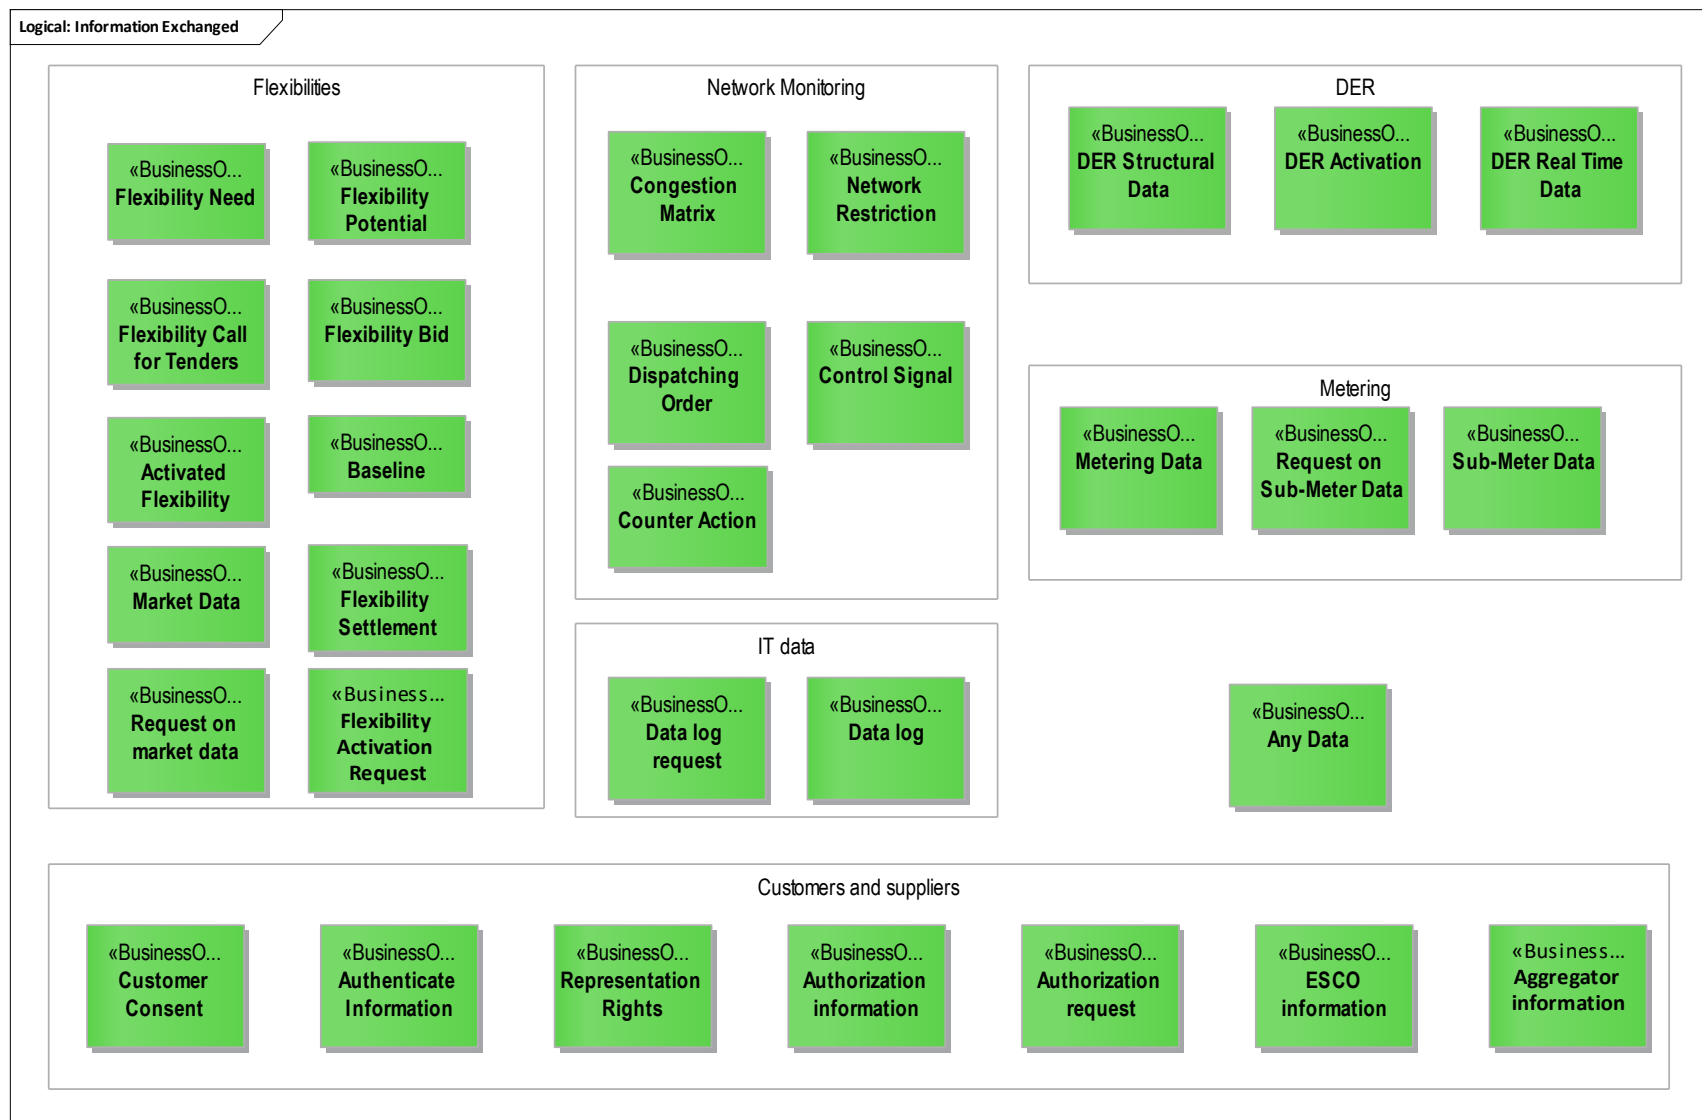 Logical: Information Exchanged
Flexibilities
«BusinessO...
Flexibility Need
«BusinessO...
Flexibility
Potential
«BusinessO...
Flexibility Call
for Tenders
«BusinessO...
Flexibility Bid
«BusinessO...
Activated
Flexibility
«BusinessO...
Baseline
«BusinessO...
Market Data
«BusinessO...
Flexibility
Settlement
«BusinessO...
Request on
market data
«Business...
Flexibility
Activation
Request
Network Monitoring
«BusinessO...
Congestion
Matrix
«BusinessO...
Network
Restriction
«BusinessO...
Dispatching
Order
«BusinessO...
Control Signal
«BusinessO...
Counter Action
IT data
«BusinessO...
Data log
request
«BusinessO...
Data log
DER
«BusinessO...
DER Structural
Data
«BusinessO...
DER Activation
«BusinessO...
DER Real Time
Data
Metering
«BusinessO...
Metering Data
«BusinessO...
Request on
Sub-Meter Data
«BusinessO...
Sub-Meter Data
«BusinessO...
Any Data
Customers and suppliers
«BusinessO...
Customer
Consent
«BusinessO...
Authenticate
Information
«BusinessO...
Representation
Rights
«BusinessO...
Authorization
information
«BusinessO...
Authorization
request
«BusinessO...
ESCO
information
«Business...
Aggregator
information